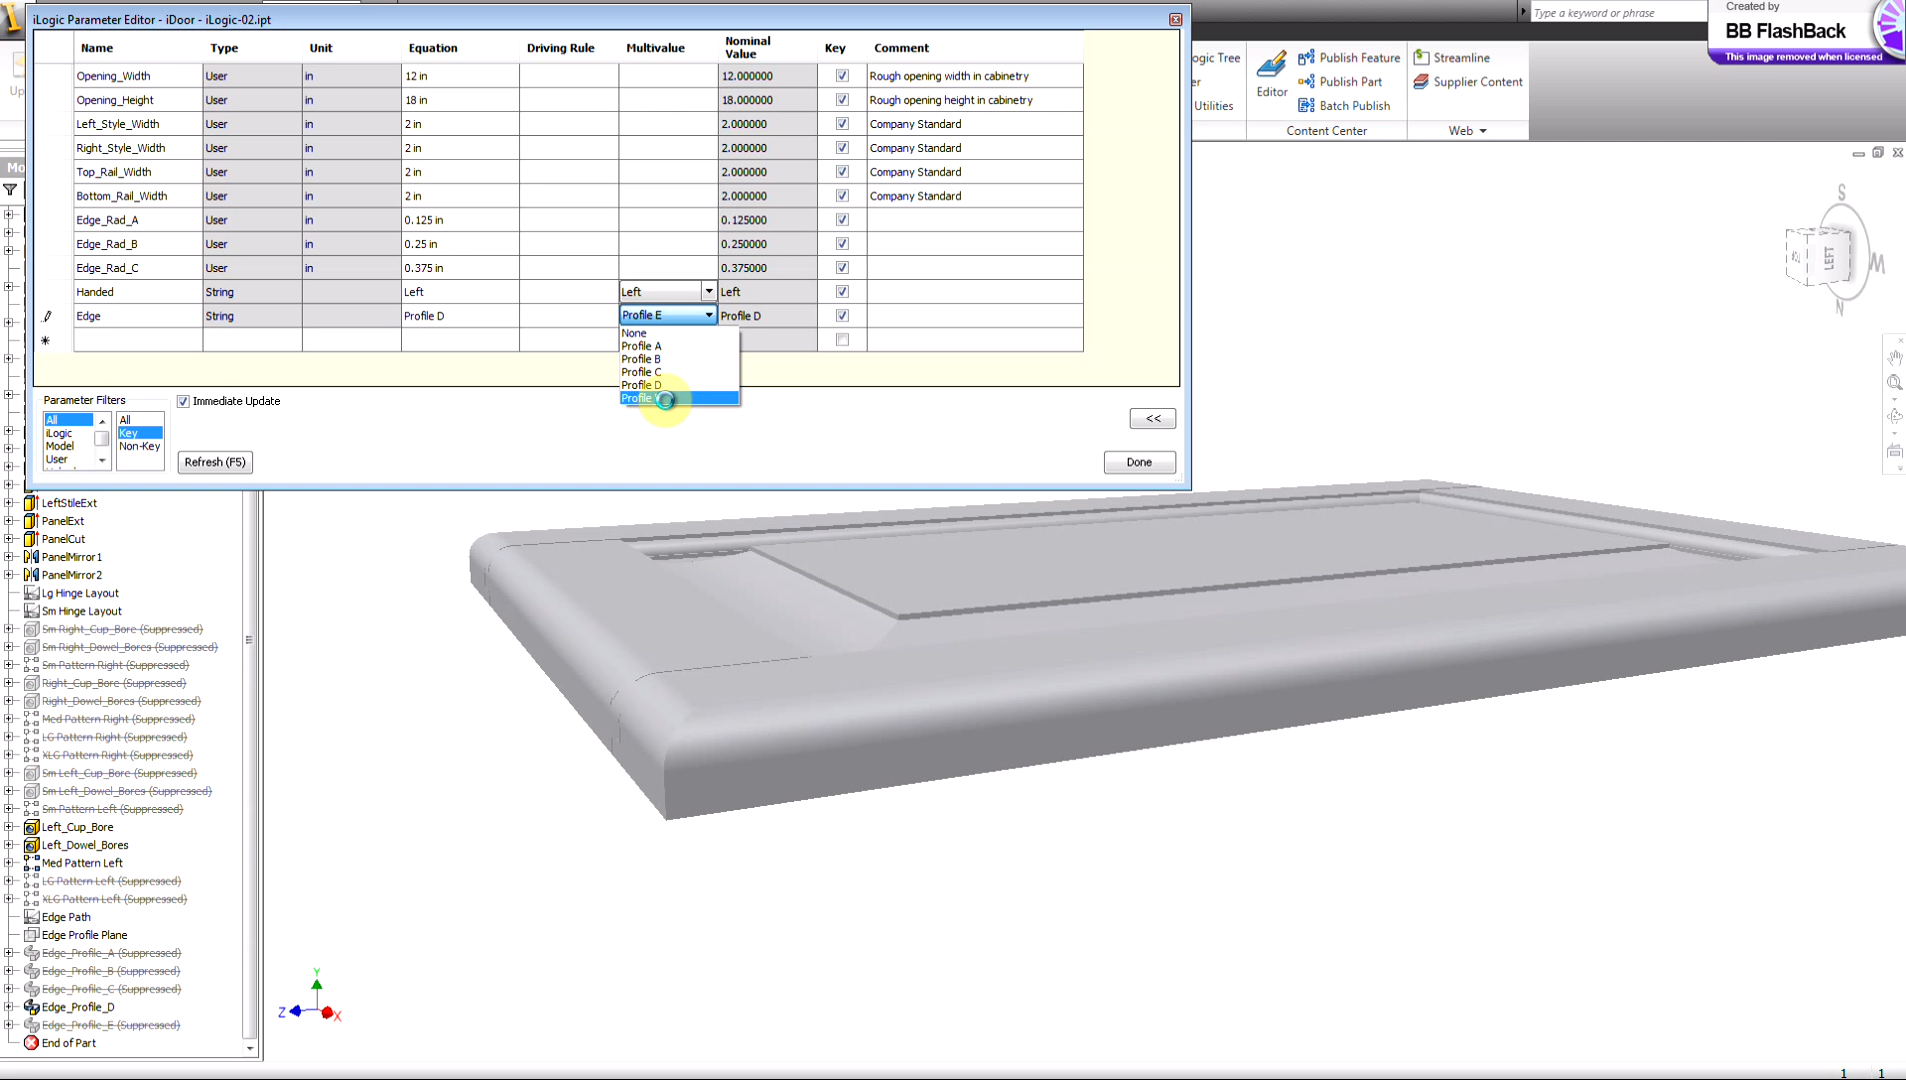 iLogic Parameter Editor - iDoor - iLogic-02.ipt
Type a keyword or phrase
Created by
BB FlashBack
This image removed when licensed
Name Type Unit Equation Driving Rule Multivalue Nominal Value Key Comment
Opening_Width User in 12 in 12.000000 Rough opening width in cabinetry
Opening_Height User in 18 in 18.000000 Rough opening height in cabinetry
Left_Style_Width User in 2 in 2.000000 Company Standard
Right_Style_Width User in 2 in 2.000000 Company Standard
Top_Rail_Width User in 2 in 2.000000 Company Standard
Bottom_Rail_Width User in 2 in 2.000000 Company Standard
Edge_Rad_A User in 0.125 in 0.125000
Edge_Rad_B User in 0.25 in 0.250000
Edge_Rad_C User in 0.375 in 0.375000
Handed String Left Left Left
Edge String Profile D Profile E Profile D
None
Profile A
Profile B
Profile C
Profile D
Profile
Parameter Filters
All
iLogic
Model
User
All
Key
Non-Key
Immediate Update
Refresh (F5)
<<
Done
ogic Tree
er
Utilities
Editor
Publish Feature
Publish Part
Batch Publish
Content Center
Streamline
Supplier Content
Web
Up
Mo
S
W
N
LEFT
TOP
LeftStileExt
PanelExt
PanelCut
PanelMirror1
PanelMirror2
Lg Hinge Layout
Sm Hinge Layout
Sm Right_Cup_Bore (Suppressed)
Sm Right_Dowel_Bores (Suppressed)
Sm Pattern Right (Suppressed)
Right_Cup_Bore (Suppressed)
Right_Dowel_Bores (Suppressed)
Med Pattern Right (Suppressed)
LG Pattern Right (Suppressed)
XLG Pattern Right (Suppressed)
Sm Left_Cup_Bore (Suppressed)
Sm Left_Dowel_Bores (Suppressed)
Sm Pattern Left (Suppressed)
Left_Cup_Bore
Left_Dowel_Bores
Med Pattern Left
LG Pattern Left (Suppressed)
XLG Pattern Left (Suppressed)
Edge Path
Edge Profile Plane
Edge_Profile_A (Suppressed)
Edge_Profile_B (Suppressed)
Edge_Profile_C (Suppressed)
Edge_Profile_D
Edge_Profile_E (Suppressed)
End of Part
Y
Z
X
1 1